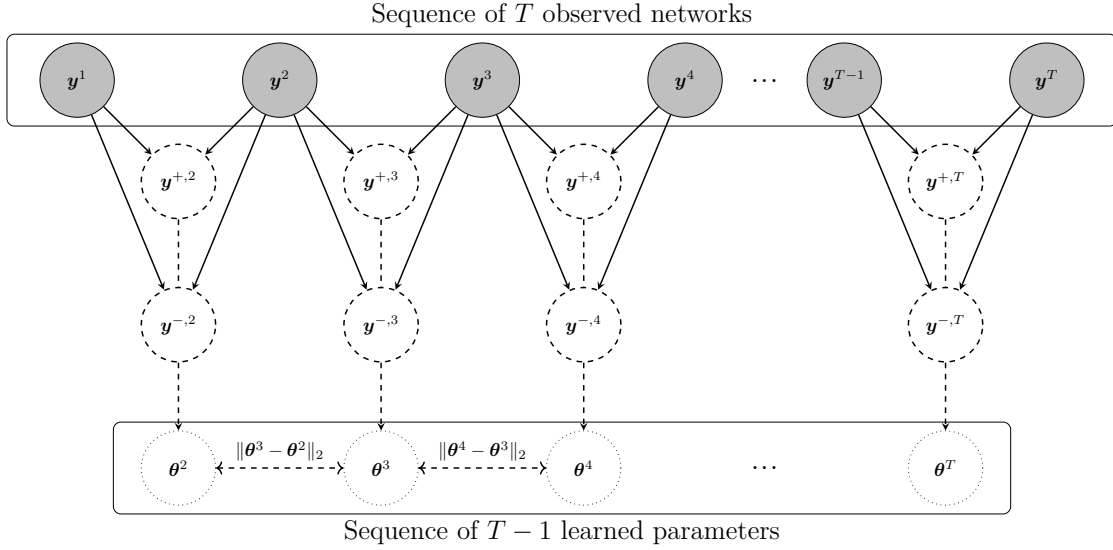 Sequence of T observed networks
y¹ y² y³ y⁴ ··· y^{T−1} y^T
y^{+,2} y^{+,3} y^{+,4} y^{+,T}
y^{−,2} y^{−,3} y^{−,4} y^{−,T}
‖θ³ − θ²‖₂ ‖θ⁴ − θ³‖₂
θ² θ³ θ⁴ ··· θ^T
Sequence of T − 1 learned parameters